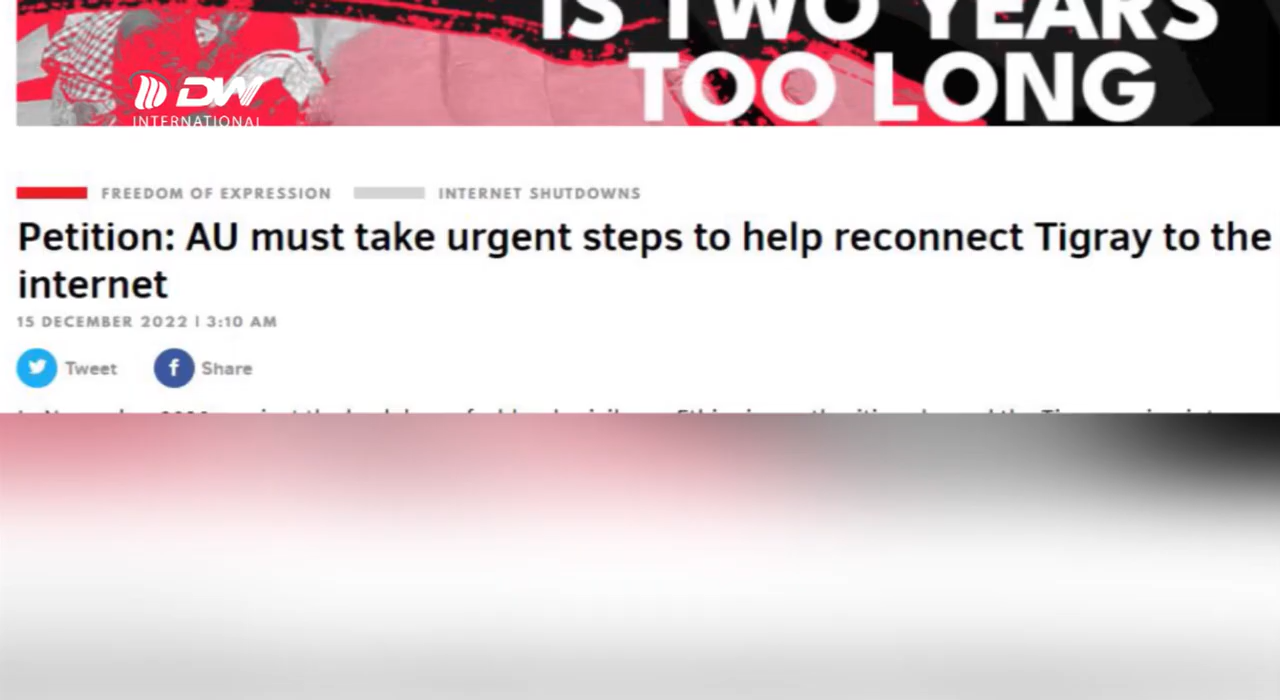 IS TWO YEARS
TOO LONG
DW
INTERNATIONAL
FREEDOM OF EXPRESSION INTERNET SHUTDOWNS
Petition: AU must take urgent steps to help reconnect Tigray to the
internet
15 DECEMBER 2022 | 3:10 AM
Tweet Share